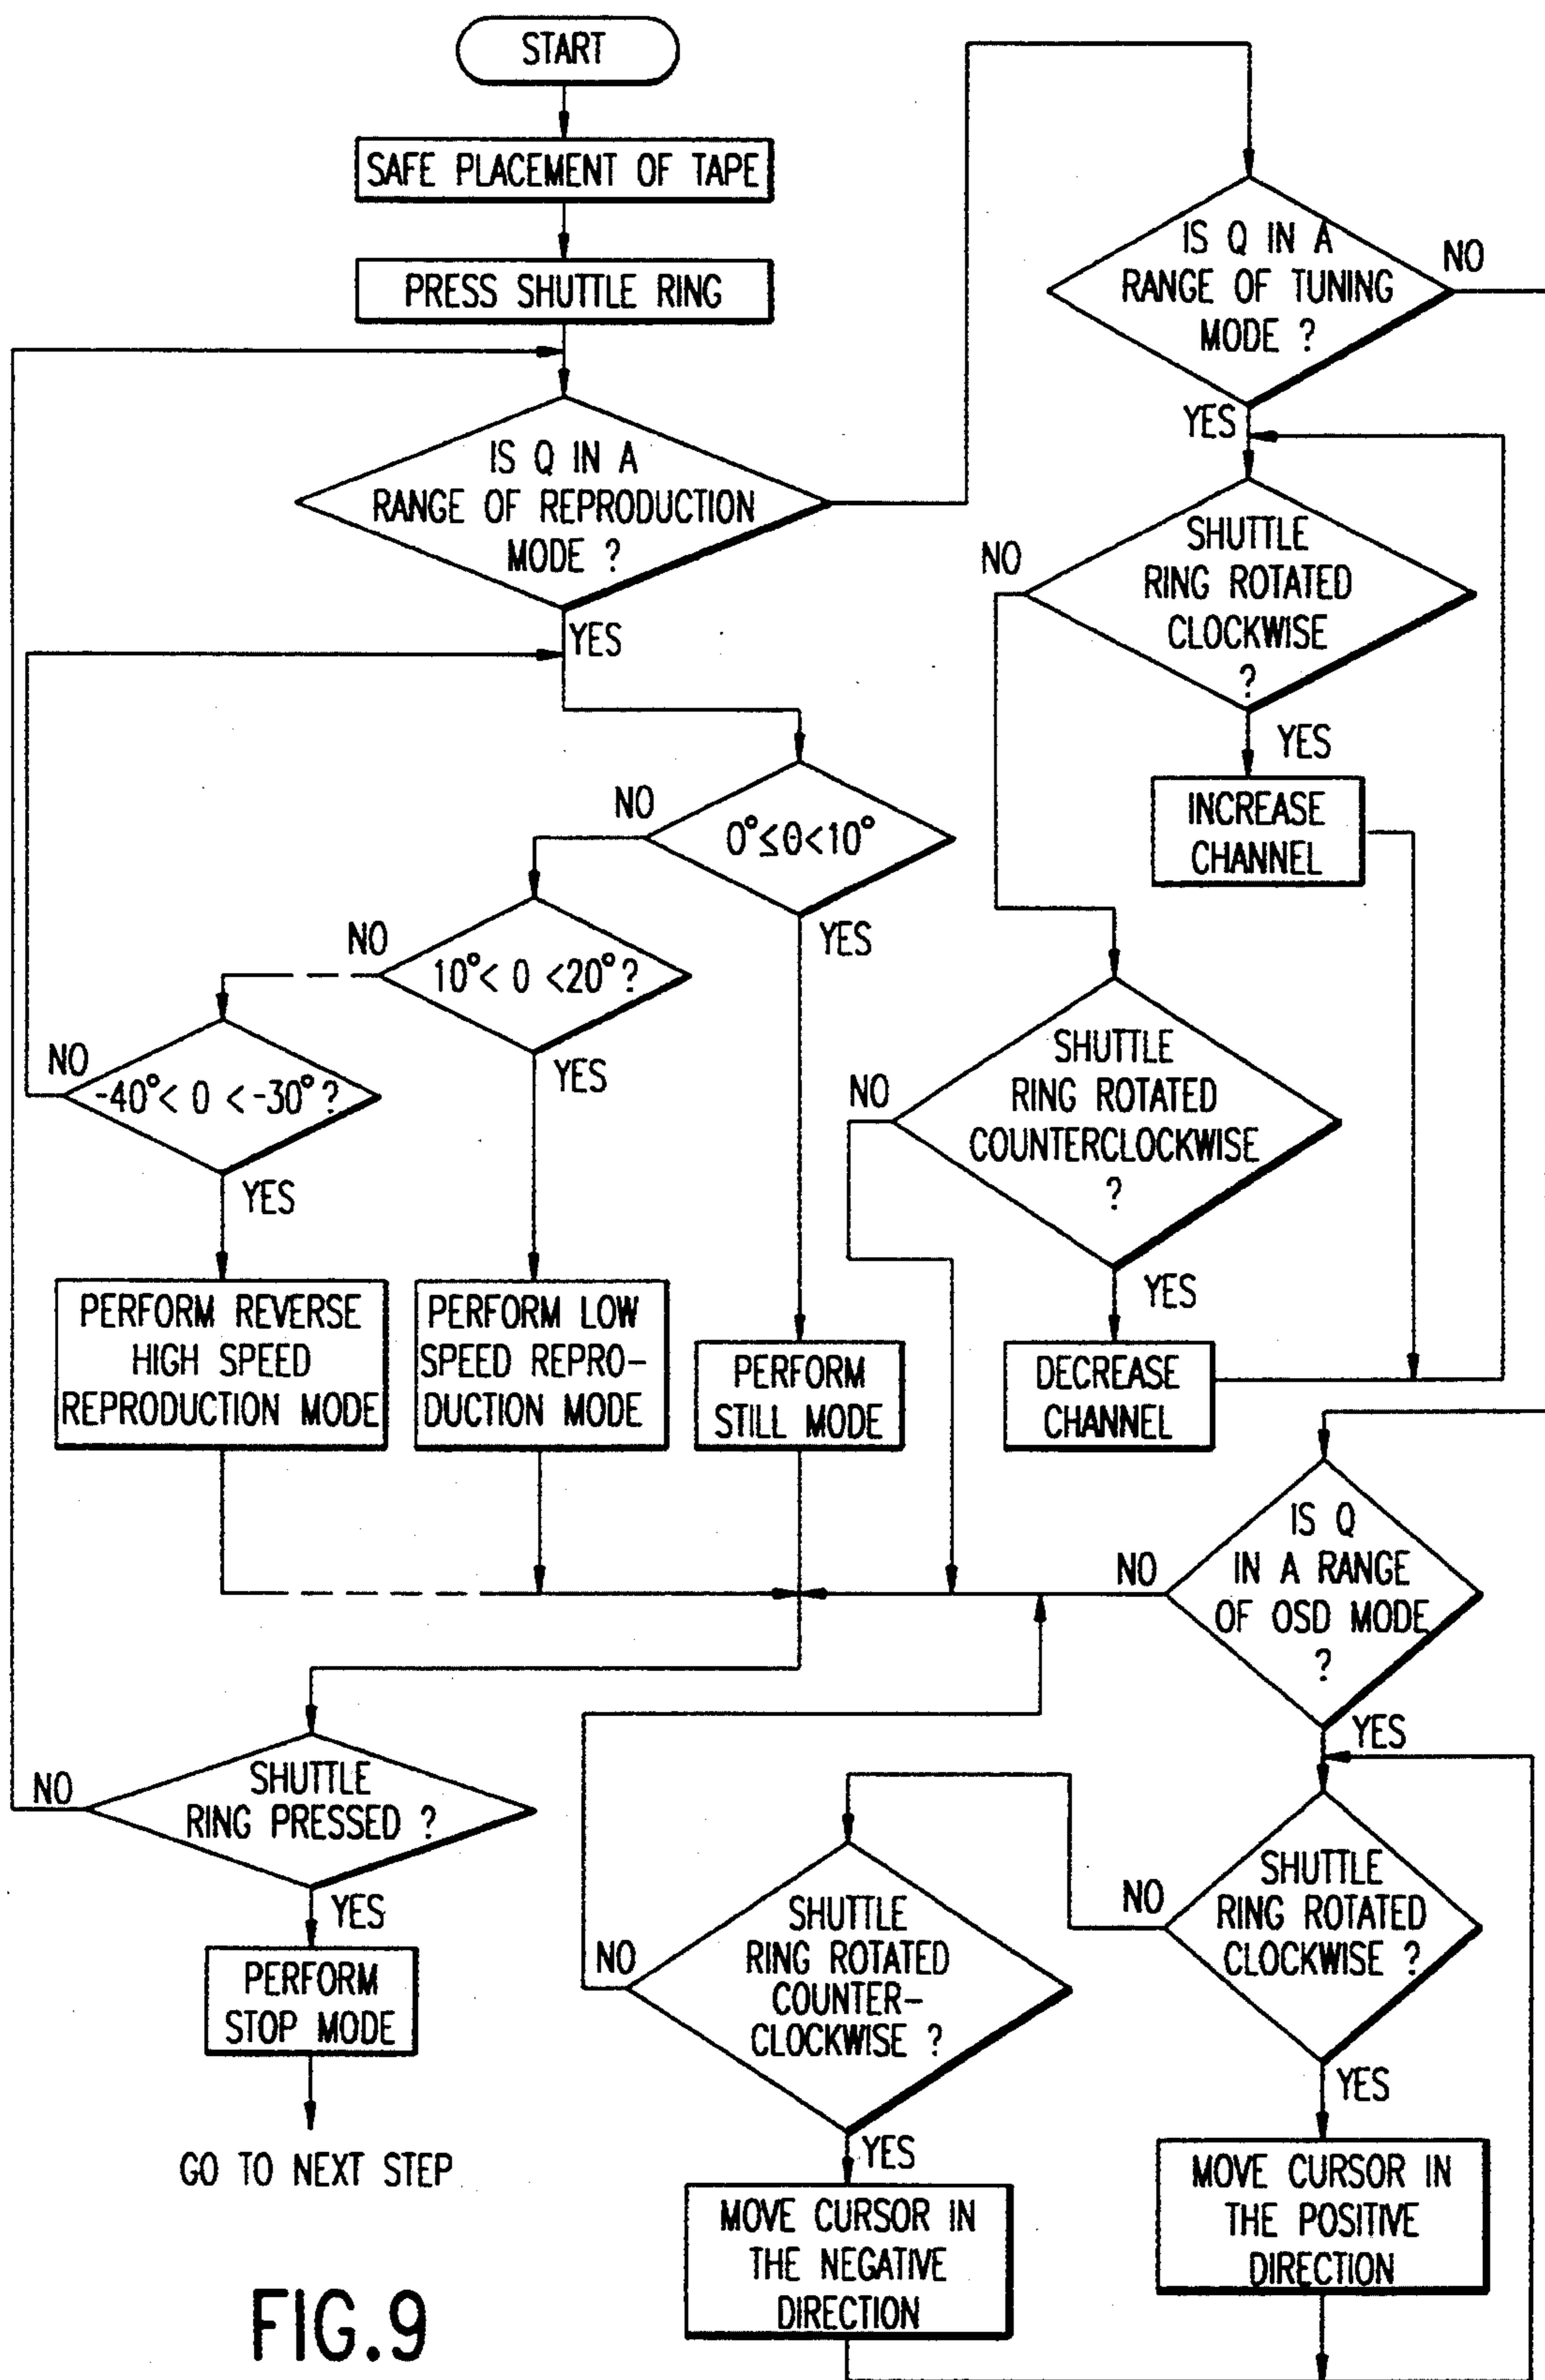 START
SAFE PLACEMENT OF TAPE
PRESS SHUTTLE RING
IS Q IN A
RANGE OF REPRODUCTION
MODE ?
YES
0°≤θ<10°
NO
YES
10°< 0 <20°?
NO
YES
-40°< 0 <-30°?
NO
YES
PERFORM REVERSE
HIGH SPEED
REPRODUCTION MODE
PERFORM LOW
SPEED REPRO-
DUCTION MODE
PERFORM
STILL MODE
SHUTTLE
RING PRESSED ?
NO
YES
PERFORM
STOP MODE
GO TO NEXT STEP
IS Q IN A
RANGE OF TUNING
MODE ?
NO
YES
SHUTTLE
RING ROTATED
CLOCKWISE
?
NO
YES
INCREASE
CHANNEL
SHUTTLE
RING ROTATED
COUNTERCLOCKWISE
?
NO
YES
DECREASE
CHANNEL
IS Q
IN A RANGE
OF OSD MODE
?
NO
YES
SHUTTLE
RING ROTATED
CLOCKWISE ?
NO
YES
MOVE CURSOR IN
THE POSITIVE
DIRECTION
SHUTTLE
RING ROTATED
COUNTER-
CLOCKWISE ?
NO
YES
MOVE CURSOR IN
THE NEGATIVE
DIRECTION
FIG.9